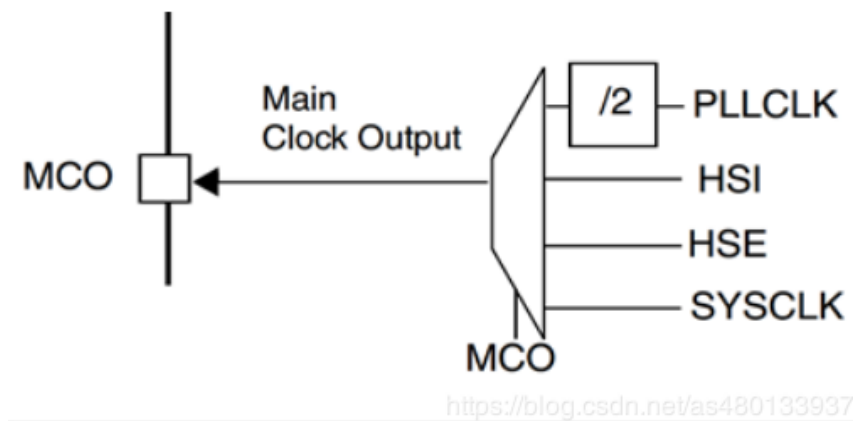 Main
Clock Output
/2
PLLCLK
MCO
HSI
HSE
SYSCLK
MCO
https://blog.csdn.net/as480133937